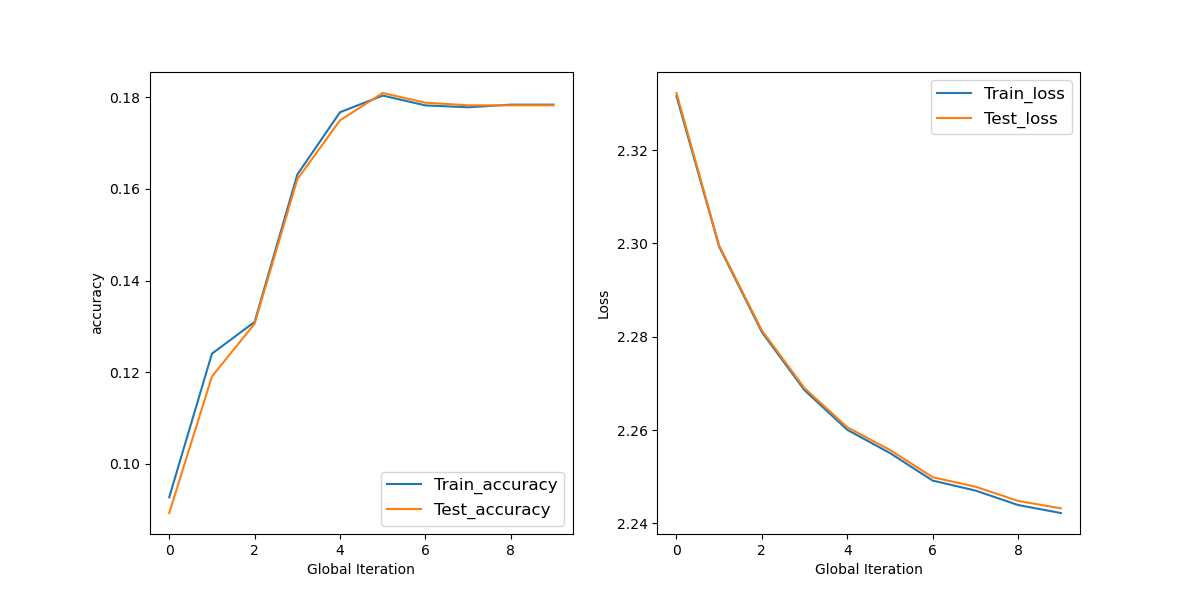 0.18
0.16
0.14
0.12
0.10
accuracy
0 2 4 6 8
Global Iteration
Train_accuracy
Test_accuracy
2.32
2.30
2.28
2.26
2.24
Loss
0 2 4 6 8
Global Iteration
Train_loss
Test_loss